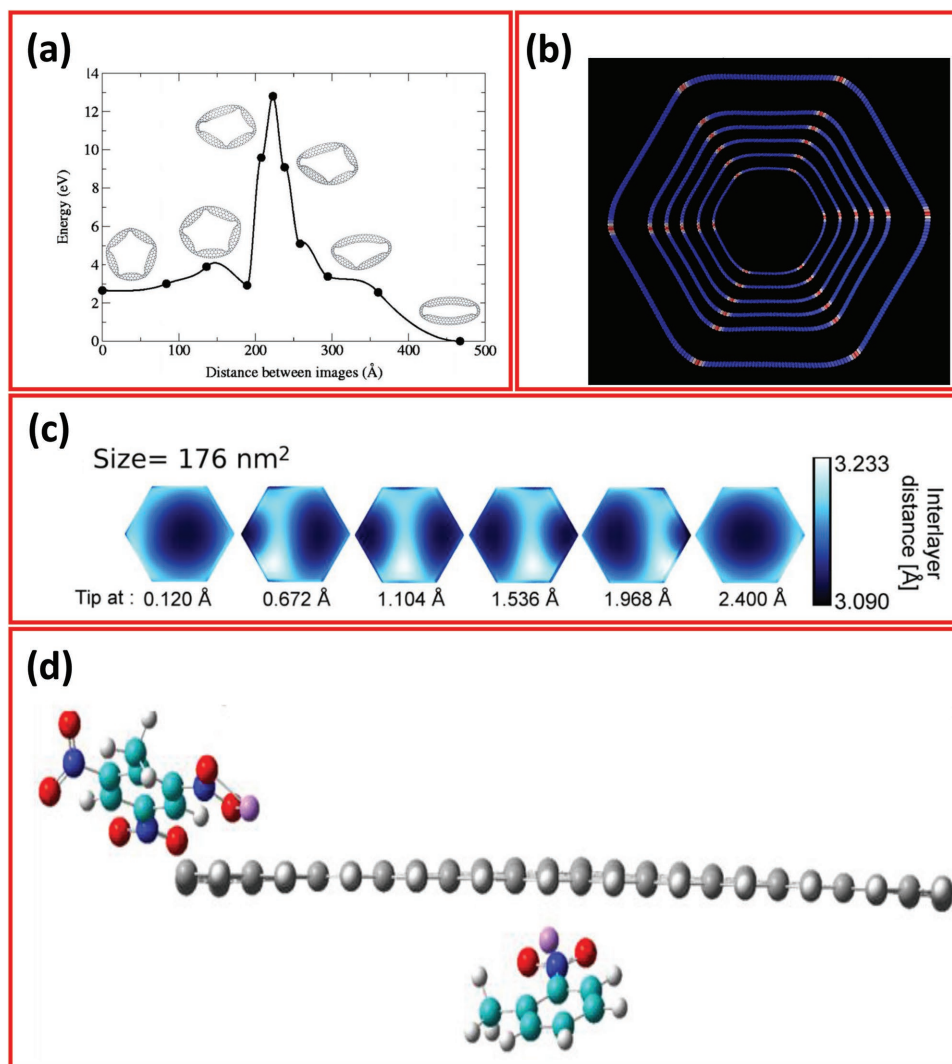 (a)
14
12
10
8
6
4
2
0
Energy (eV)
0 100 200 300 400 500
Distance between images (Å)
(b)
(c)
Size= 176 nm²
Tip at : 0.120 Å 0.672 Å 1.104 Å 1.536 Å 1.968 Å 2.400 Å
3.233
3.090
Interlayer
distance [Å]
(d)